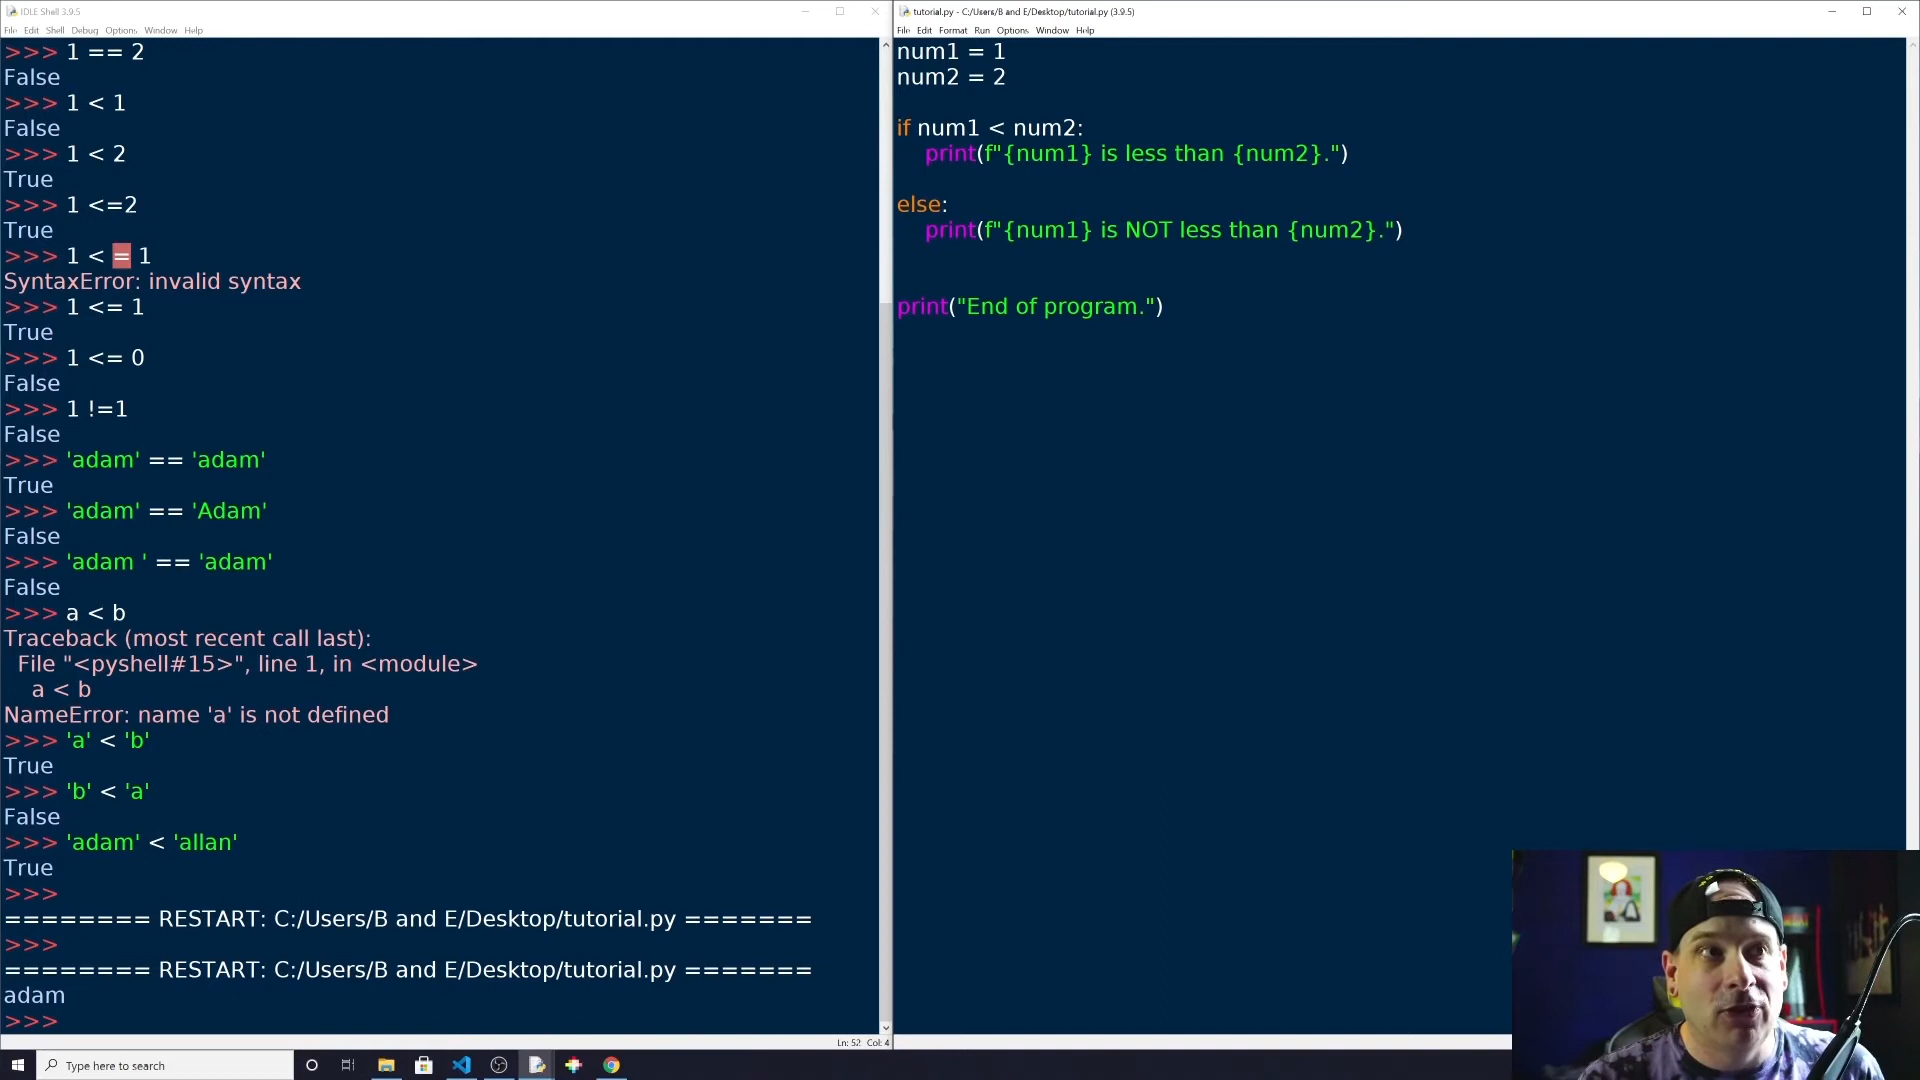 IDLE Shell 3.9.5
File Edit Shell Debug Options Window Help
>>> 1 == 2
False
>>> 1 < 1
False
>>> 1 < 2
True
>>> 1 <=2
True
>>> 1 < = 1
SyntaxError: invalid syntax
>>> 1 <= 1
True
>>> 1 <= 0
False
>>> 1 !=1
False
>>> 'adam' == 'adam'
True
>>> 'adam' == 'Adam'
False
>>> 'adam ' == 'adam'
False
>>> a < b
Traceback (most recent call last):
  File "<pyshell#15>", line 1, in <module>
    a < b
NameError: name 'a' is not defined
>>> 'a' < 'b'
True
>>> 'b' < 'a'
False
>>> 'adam' < 'allan'
True
>>>
======== RESTART: C:/Users/B and E/Desktop/tutorial.py =======
>>>
======== RESTART: C:/Users/B and E/Desktop/tutorial.py =======
adam
>>>
Ln: 52 Col: 4
tutorial.py - C:/Users/B and E/Desktop/tutorial.py (3.9.5)
File Edit Format Run Options Window Help
num1 = 1
num2 = 2
if num1 < num2:
    print(f"{num1} is less than {num2}.")
else:
    print(f"{num1} is NOT less than {num2}.")
print("End of program.")
Type here to search